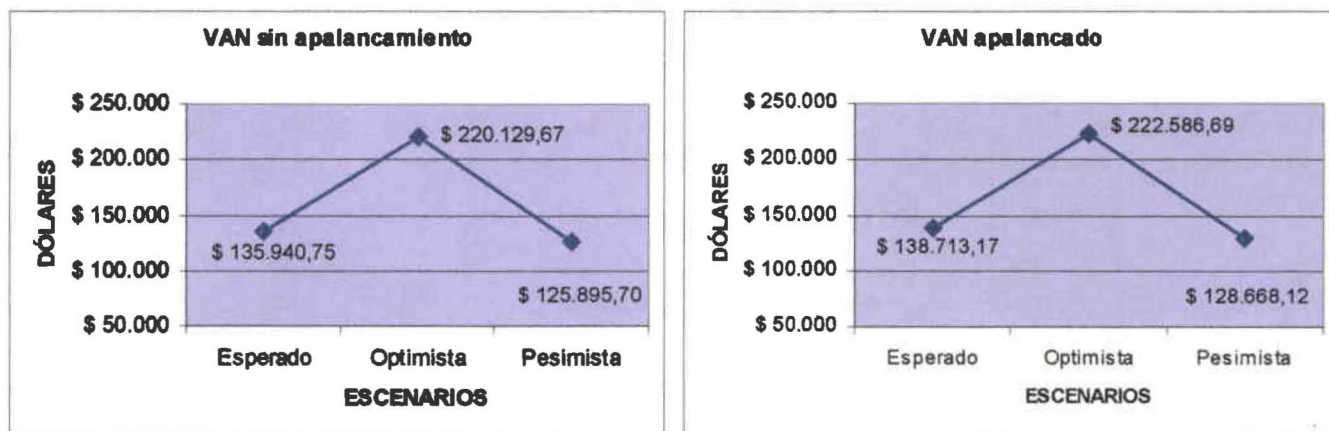 VAN sin apalancamiento
$ 250.000
$ 200.000
$ 150.000
$ 100.000
$ 50.000
DÓLARES
$ 220.129,67
$ 135.940,75
$ 125.895,70
Esperado Optimista Pesimista
ESCENARIOS
VAN apalancado
$ 250.000
$ 200.000
$ 150.000
$ 100.000
$ 50.000
DÓLARES
$ 222.586,69
$ 138.713,17
$ 128.668,12
Esperado Optimista Pesimista
ESCENARIOS